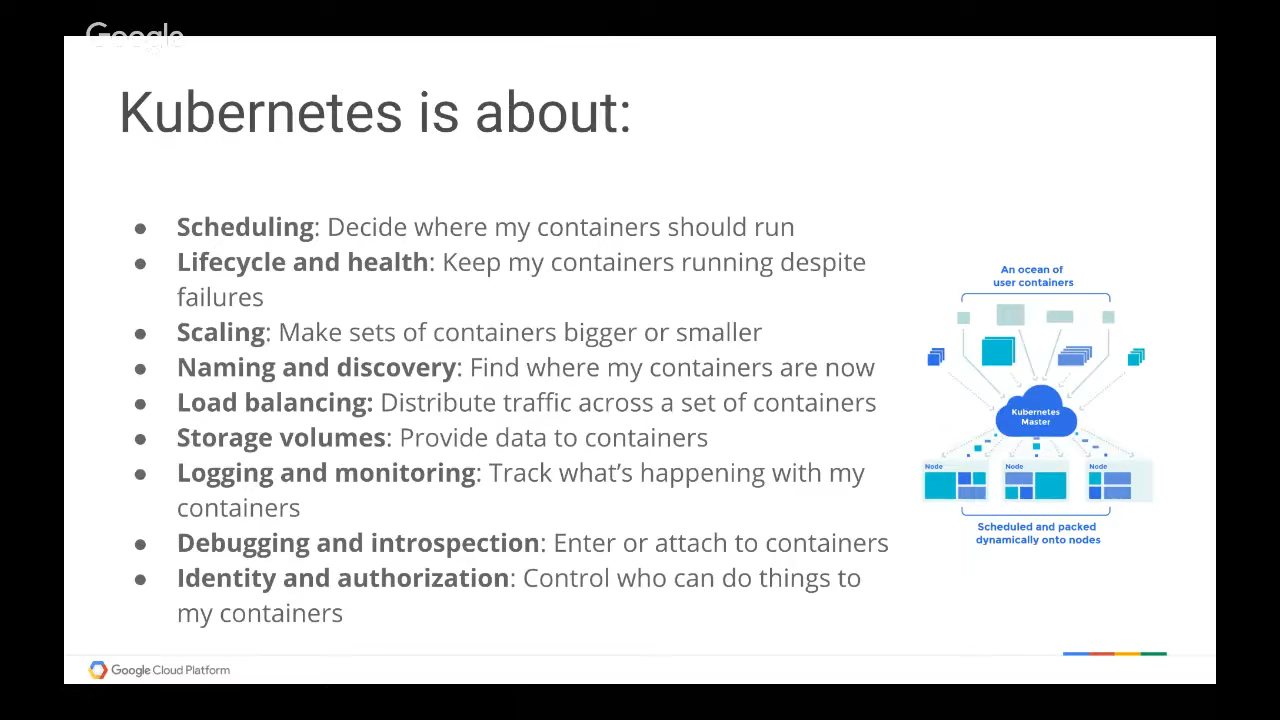 Google
Kubernetes is about:
● Scheduling: Decide where my containers should run
● Lifecycle and health: Keep my containers running despite
failures
● Scaling: Make sets of containers bigger or smaller
● Naming and discovery: Find where my containers are now
● Load balancing: Distribute traffic across a set of containers
● Storage volumes: Provide data to containers
● Logging and monitoring: Track what’s happening with my
containers
● Debugging and introspection: Enter or attach to containers
● Identity and authorization: Control who can do things to
my containers
An ocean of
user containers
Kubernetes
Master
Node
Node
Node
Scheduled and packed
dynamically onto nodes
Google Cloud Platform